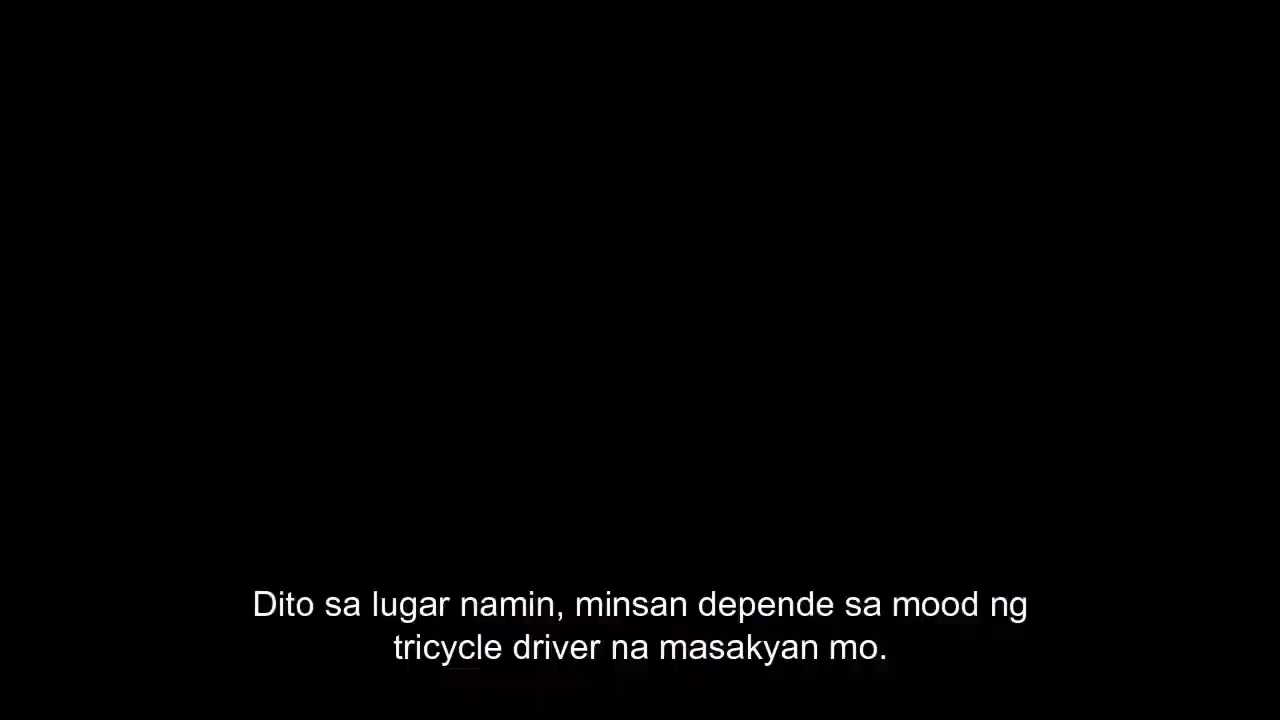 Dito sa lugar namin, minsan depende sa mood ng
tricycle driver na masakyan mo.